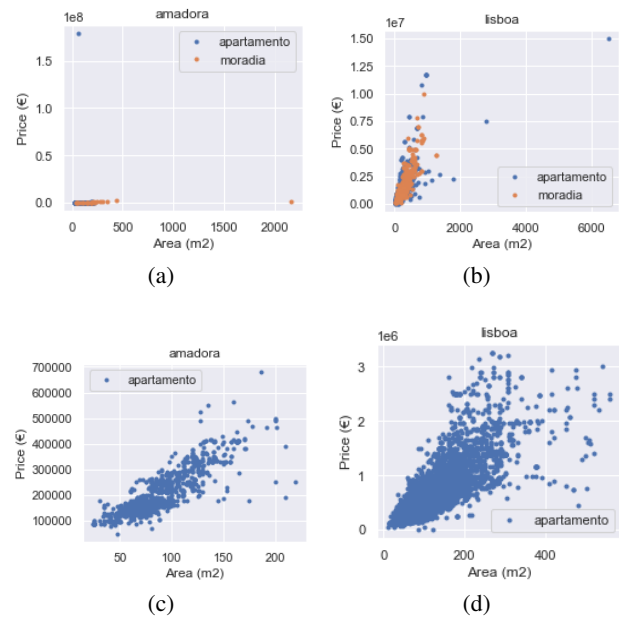 amadora
1e8
apartamento
moradia
1.5
1.0
0.5
0.0
Price (€)
0 500 1000 1500 2000
Area (m2)
(a)
lisboa
1e7
1.50
1.25
1.00
0.75
0.50
0.25
0.00
Price (€)
apartamento
moradia
0 2000 4000 6000
Area (m2)
(b)
amadora
apartamento
700000
600000
500000
400000
300000
200000
100000
Price (€)
50 100 150 200
Area (m2)
(c)
lisboa
1e6
3
2
1
0
Price (€)
apartamento
0 200 400
Area (m2)
(d)